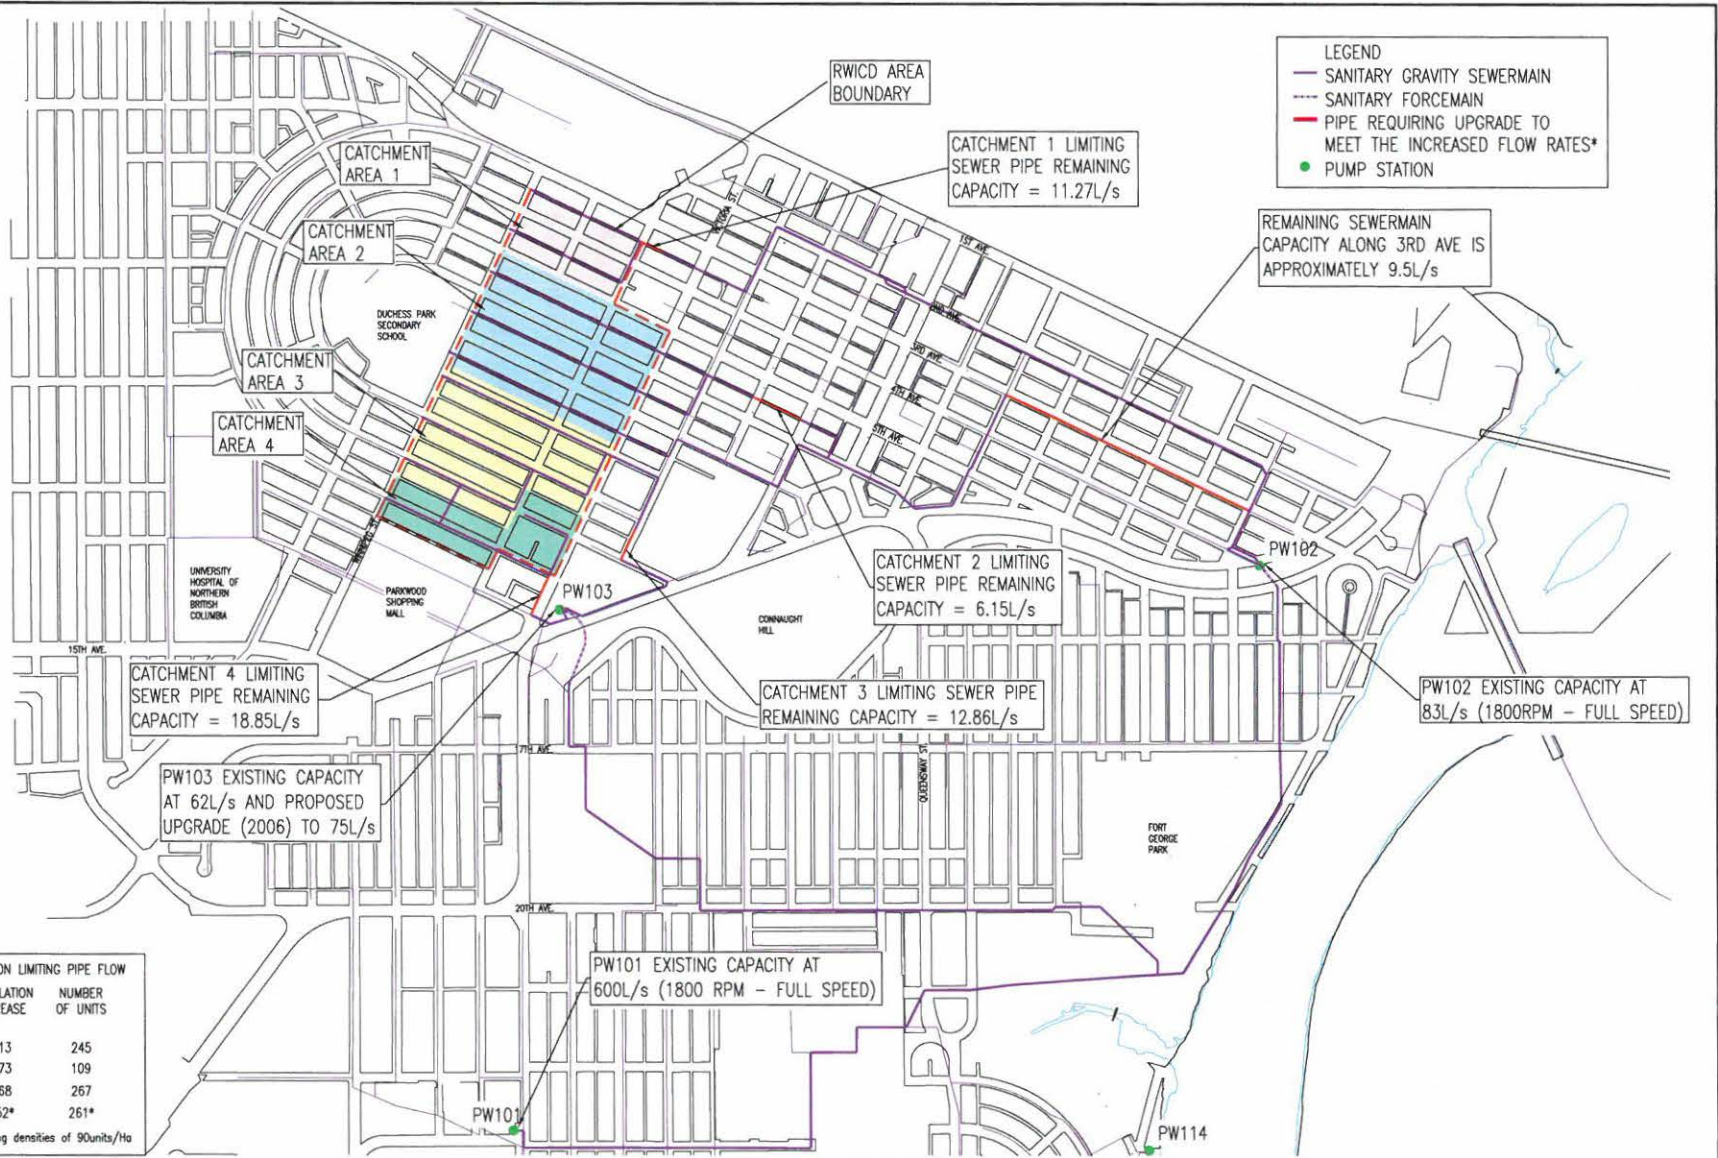 LEGEND
SANITARY GRAVITY SEWERMAIN
SANITARY FORCEMAIN
PIPE REQUIRING UPGRADE TO
MEET THE INCREASED FLOW RATES*
PUMP STATION
RWICD AREA
BOUNDARY
CATCHMENT 1 LIMITING
SEWER PIPE REMAINING
CAPACITY = 11.27L/s
CATCHMENT
AREA 1
CATCHMENT
AREA 2
REMAINING SEWERMAIN
CAPACITY ALONG 3RD AVE IS
APPROXIMATELY 9.5L/s
VICTORIA ST.
1ST AVE.
2ND AVE.
3RD AVE.
4TH AVE.
5TH AVE.
DUCHESS PARK
SECONDARY
SCHOOL
CATCHMENT
AREA 3
CATCHMENT
AREA 4
WINNIPEG ST.
UNIVERSITY
HOSPITAL OF
NORTHERN
BRITISH
COLUMBIA
PARKWOOD
SHOPPING
MALL
PW103
CONNAUGHT
HILL
CATCHMENT 2 LIMITING
SEWER PIPE REMAINING
CAPACITY = 6.15L/s
PW102
15TH AVE.
CATCHMENT 4 LIMITING
SEWER PIPE REMAINING
CAPACITY = 18.85L/s
CATCHMENT 3 LIMITING SEWER PIPE
REMAINING CAPACITY = 12.86L/s
PW102 EXISTING CAPACITY AT
83L/s (1800RPM - FULL SPEED)
17TH AVE.
QUEENSWAY ST.
PW103 EXISTING CAPACITY
AT 62L/s AND PROPOSED
UPGRADE (2006) TO 75L/s
FORT
GEORGE
PARK
20TH AVE.
PW101 EXISTING CAPACITY AT
600L/s (1800 RPM - FULL SPEED)
ON LIMITING PIPE FLOW
LATION NUMBER
EASE OF UNITS
13 245
73 109
68 267
52* 261*
g densities of 90units/Ha
PW101
PW114